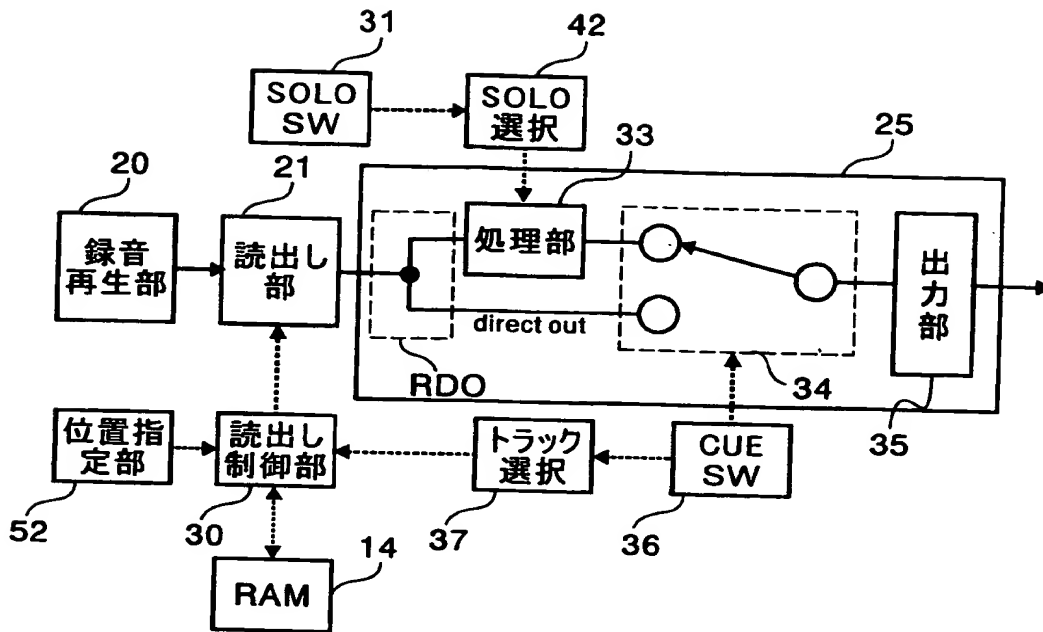 31
42
SOLO
SW
SOLO
選択
20
21
33
25
録音
再生部
読出し
部
処理部
出力部
direct out
RDO
34
35
位置指
定部
読出し
制御部
トラック
選択
CUE
SW
52
30
37
36
14
RAM